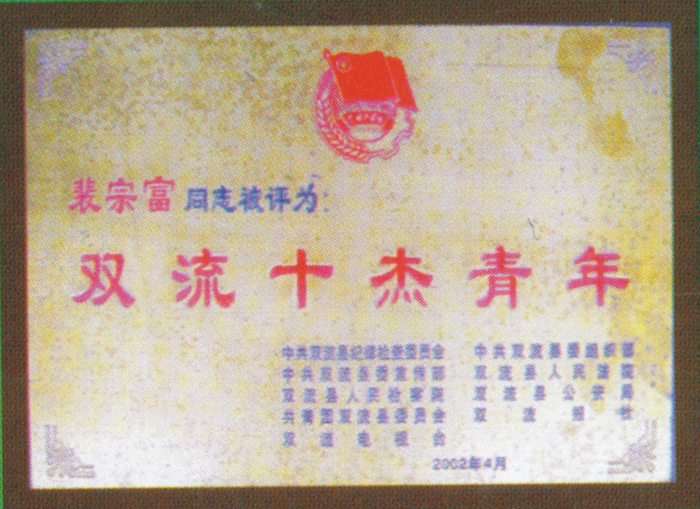 裴宗富同志被评为:
双流十杰青年
中共双流县纪律检查委员会
中共双流县委宣传部
双流县人民检察院
共青团双流县委员会
双流电视台
中共双流县委组织部
双流县人民法院
双流县公安局
双流报社
2002年4月